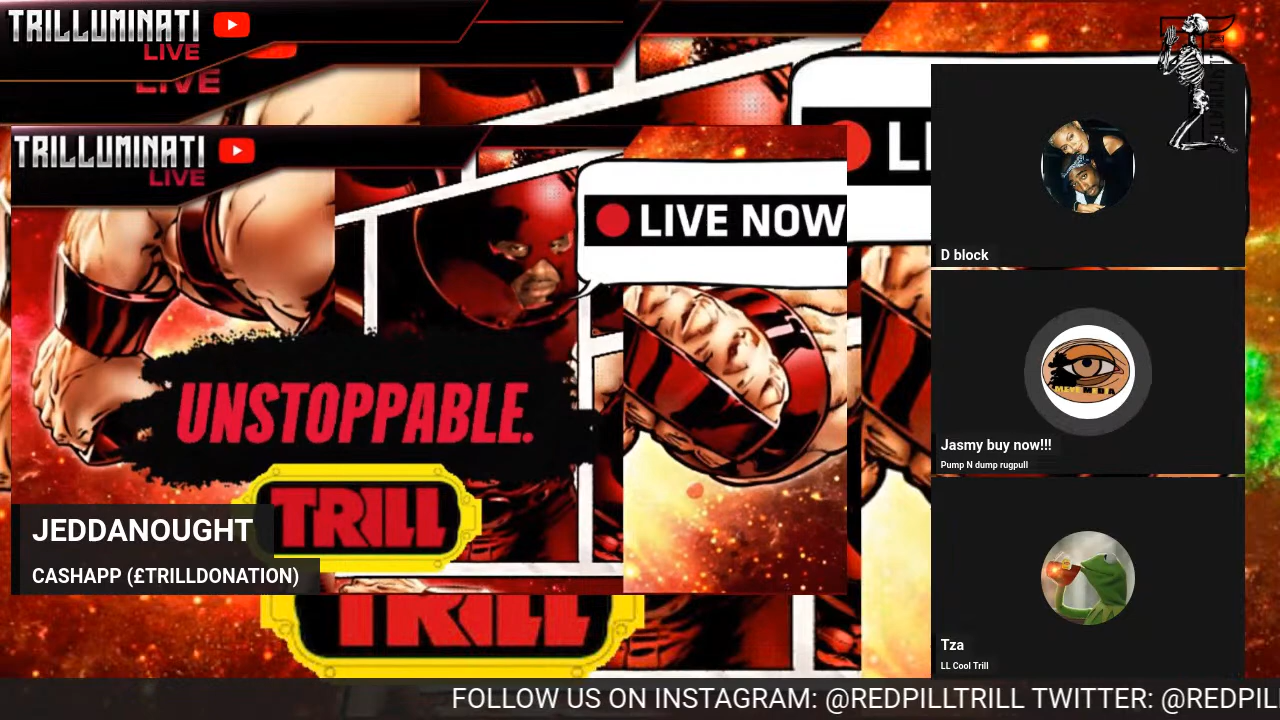 TRILLUMINATI
LIVE
LIVE
TRILLUMINATI
LIVE
LIVE NOW
UNSTOPPABLE.
TRILL
JEDDANOUGHT
CASHAPP (£TRILLDONATION)
TRILL
D block
Jasmy buy now!!!
Pump N dump rugpull
Tza
LL Cool Trill
FOLLOW US ON INSTAGRAM: @REDPILLTRILL TWITTER: @REDPIL